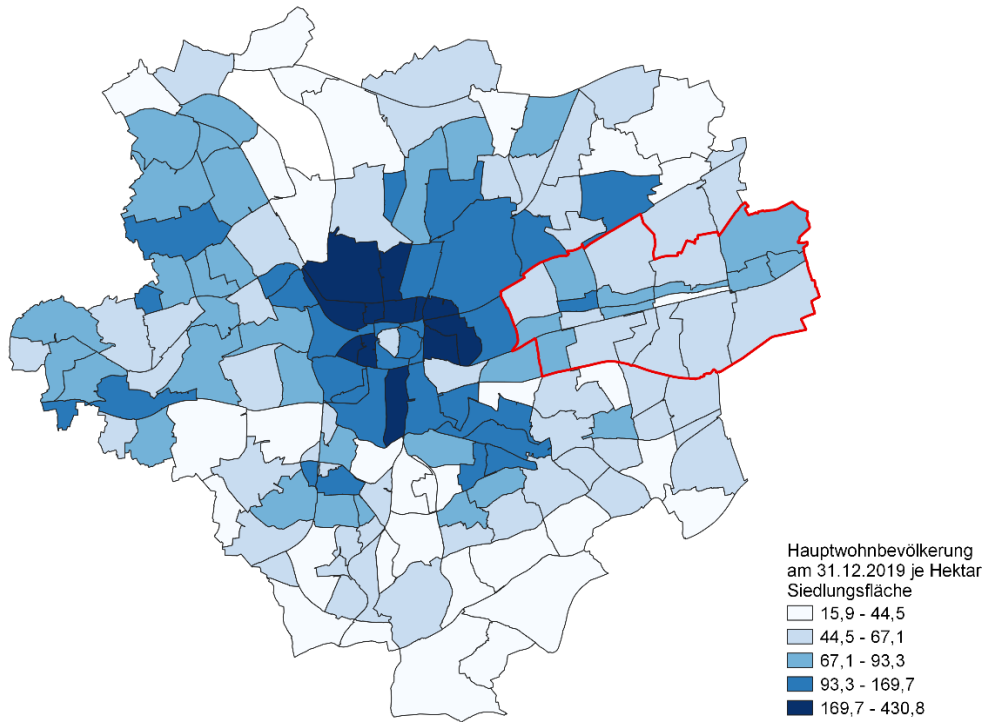 Hauptwohnbevölkerung
am 31.12.2019 je Hektar
Siedlungsfläche
15,9 - 44,5
44,5 - 67,1
67,1 - 93,3
93,3 - 169,7
169,7 - 430,8